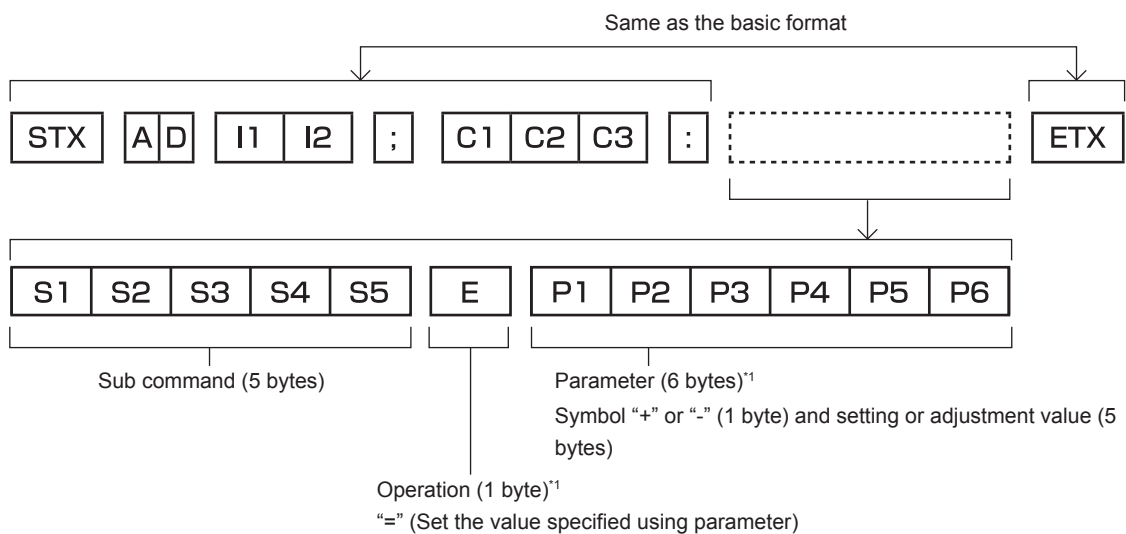 Same as the basic format
STX A D I1 I2 ; C1 C2 C3 : ETX
S1 S2 S3 S4 S5 E P1 P2 P3 P4 P5 P6
Sub command (5 bytes)
Parameter (6 bytes)*1
Symbol “+” or “-” (1 byte) and setting or adjustment value (5
bytes)
Operation (1 byte)*1
“=” (Set the value specified using parameter)